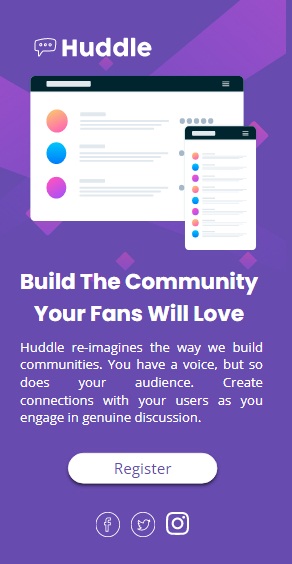 Huddle
Build The Community
Your Fans Will Love
Huddle re-imagines the way we build
communities. You have a voice, but so
does your audience. Create
connections with your users as you
engage in genuine discussion.
Register